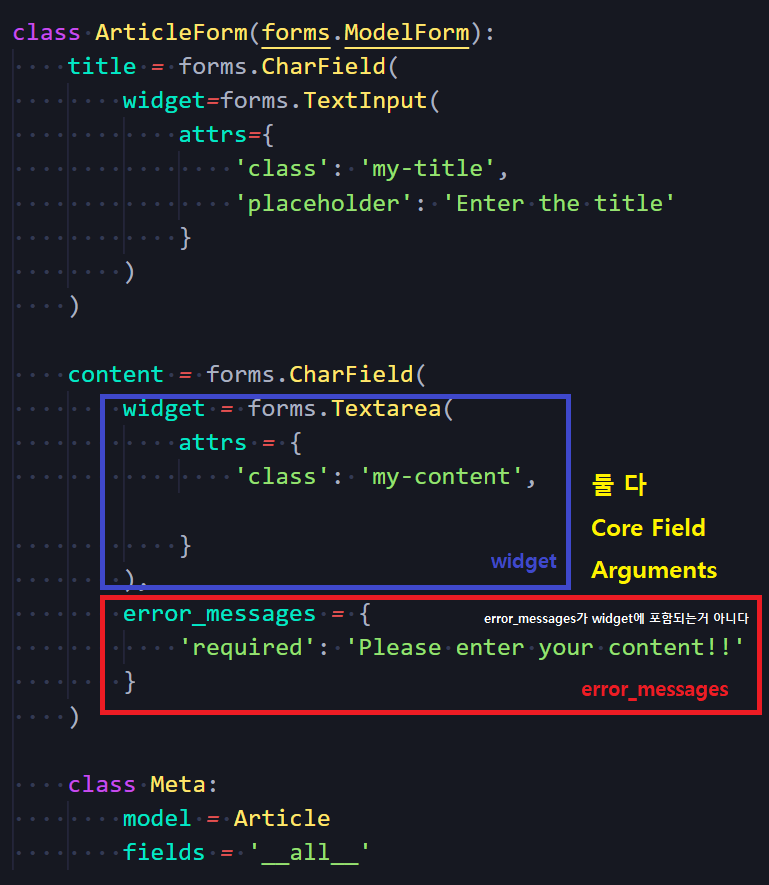 class ArticleForm(forms.ModelForm):
    title = forms.CharField(
        widget=forms.TextInput(
            attrs={
                'class': 'my-title',
                'placeholder': 'Enter the title'
            }
        )
    )
    content = forms.CharField(
        widget = forms.Textarea(
            attrs = {
                'class': 'my-content',
둘 다
Core Field
            }
widget
Arguments
        ),
        error_messages = {
error_messages가 widget에 포함되는거 아니다
            'required': 'Please enter your content!!'
        }
error_messages
    )
    class Meta:
        model = Article
        fields = '__all__'